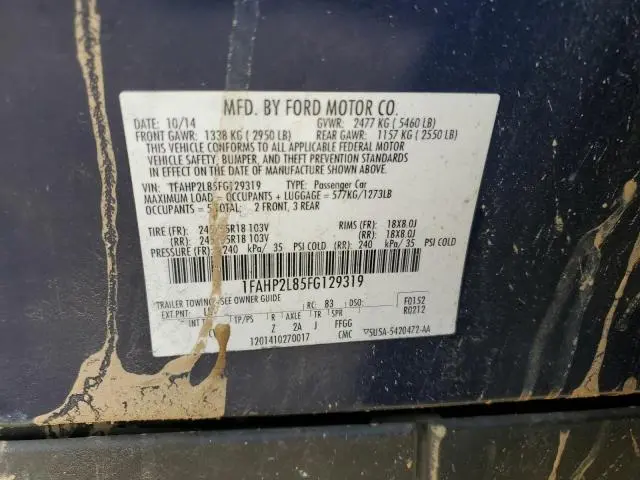 MFD. BY FORD MOTOR CO.
DATE: 10/14 GVWR: 2477 KG ( 5460 LB)
FRONT GAWR: 1338 KG ( 2950 LB) REAR GAWR: 1157 KG ( 2550 LB)
THIS VEHICLE CONFORMS TO ALL APPLICABLE FEDERAL MOTOR
VEHICLE SAFETY, BUMPER, AND THEFT PREVENTION STANDARDS
IN EFFECT ON THE DATE OF MANUFACTURE SHOWN ABOVE.
VIN: 1FAHP2L85FG129319 TYPE: Passenger Car
MAXIMUM LOAD = OCCUPANTS + LUGGAGE = 577KG/1273LB
OCCUPANTS = 5 TOTAL: 2 FRONT, 3 REAR
TIRE (FR): R18 103V RIMS (FR): 18X8.0J
(RR): R18 103V (RR): 18X8.0J
PRESSURE (FR): 240 kPa/ 35 PSI COLD (RR): 240 kPa/ 35 PSI COLD
1FAHP2L85FG129319
TRAILER TOWING-SEE OWNER GUIDE
EXT.PNT: RC: 83 DSO: F0152
INT TP/PS R AXLE TR SPR R0212
Z 2A J FFGG
1201410270017 CMC 5U5A-5420472-AA